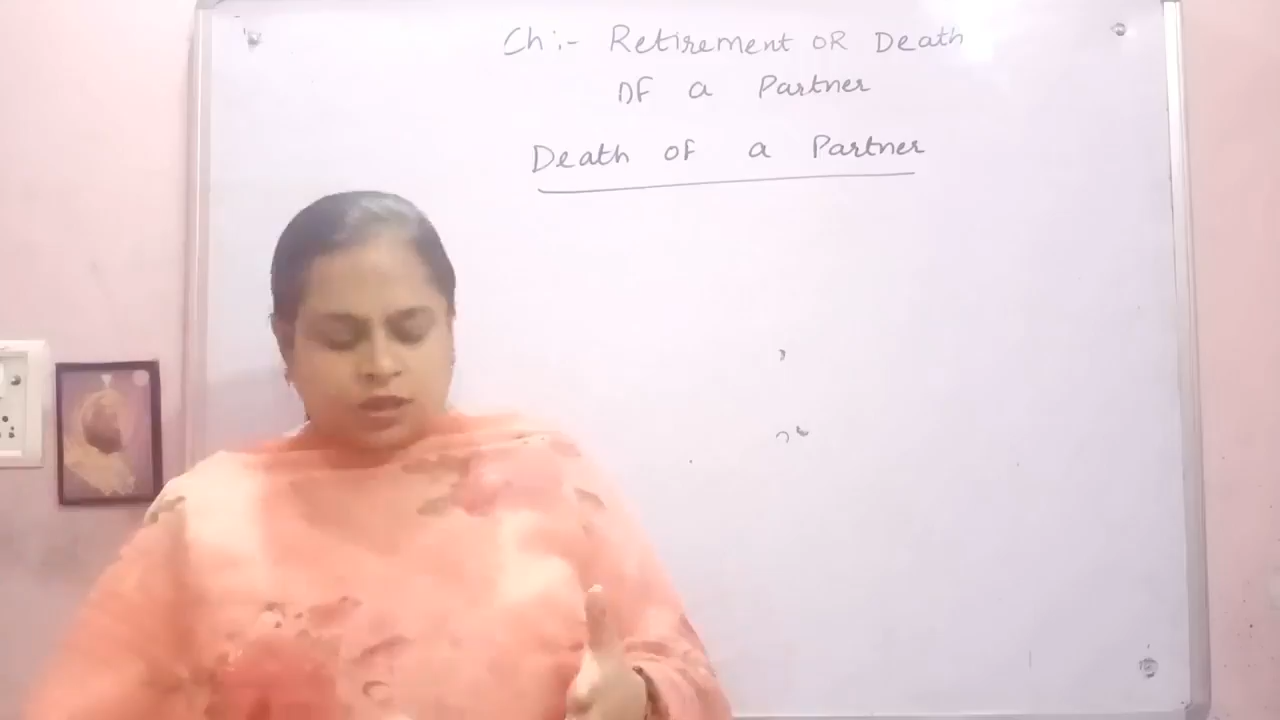 Ch:- Retirement OR Death
OF a Partner
Death of a Partner